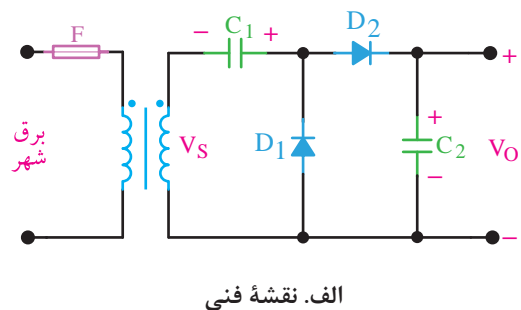 F
- C1 +
D2
+
برق
شهر
VS
D1
+
C2
-
VO
-
الف. نقشهٔ فنی